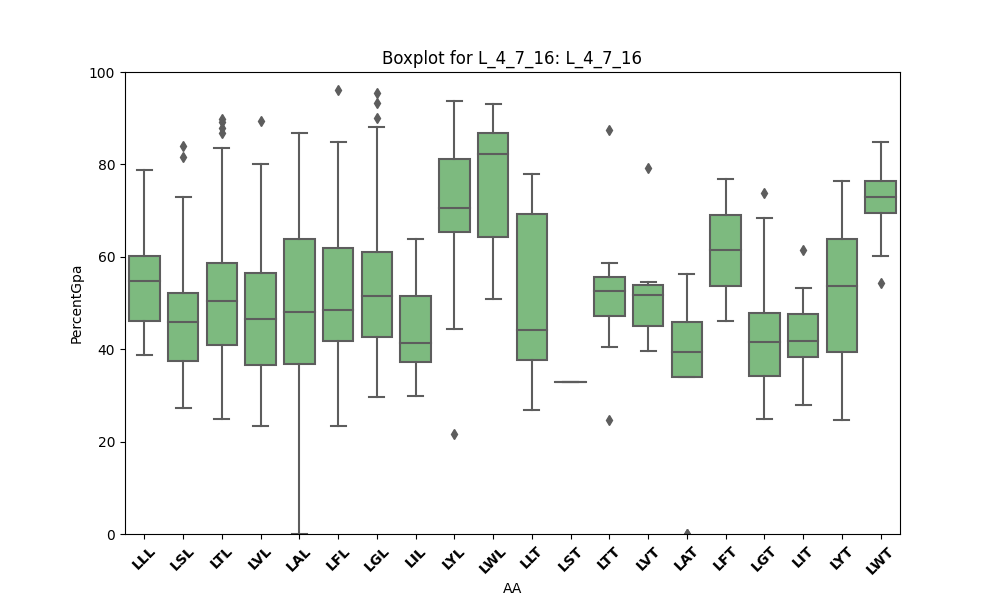 Boxplot for L_4_7_16: L_4_7_16
100
80
60
40
20
0
PercentGpa
LLL LSL LTL LVL LAL LFL LGL LIL LYL LWL LLT LST LTT LVT LAT LFT LGT LIT LYT LWT
AA